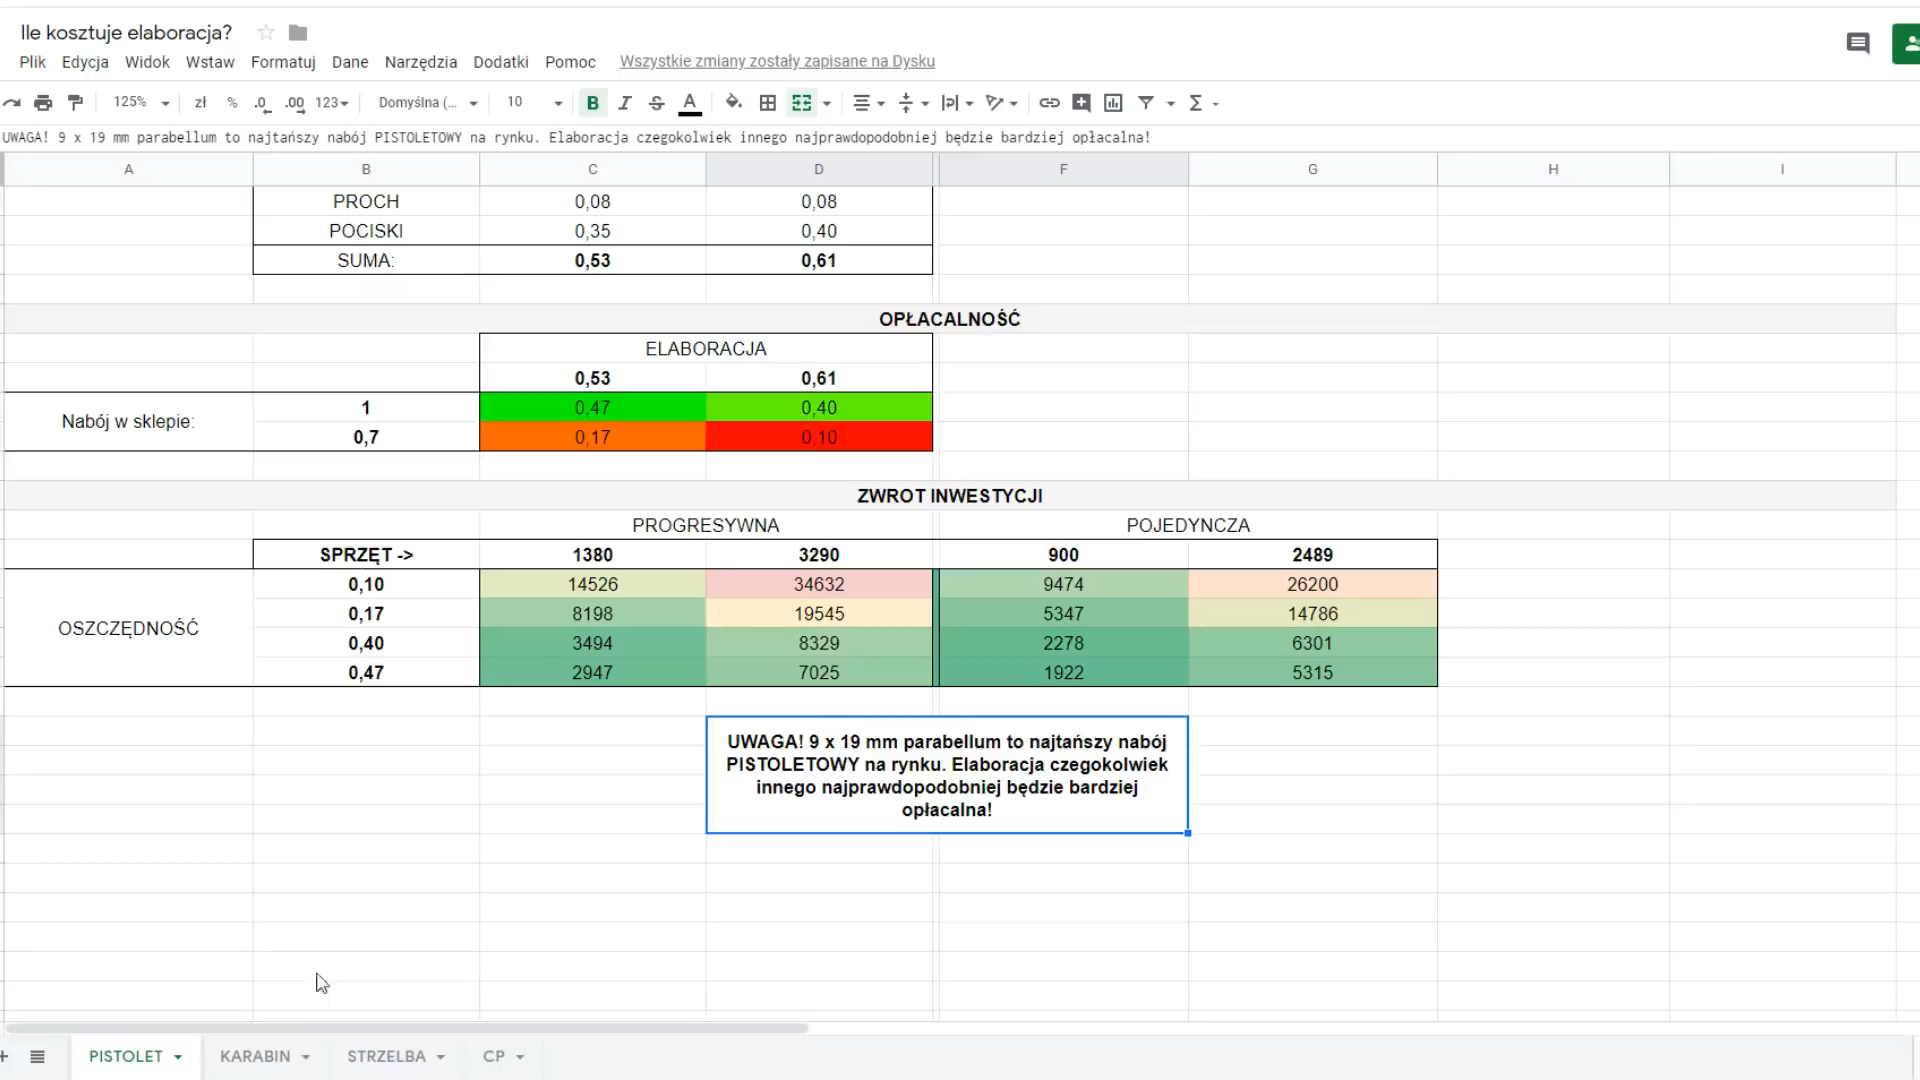 Ile kosztuje elaboracja?
Plik Edycja Widok Wstaw Formatuj Dane Narzędzia Dodatki Pomoc Wszystkie zmiany zostały zapisane na Dysku
125% zł % .0 .00 123 Domyślna (... 10 B I S A Σ
UWAGA! 9 x 19 mm parabellum to najtańszy nabój PISTOLETOWY na rynku. Elaboracja czegokolwiek innego najprawdopodobniej będzie bardziej opłacalna!
A B C D F G H I
PROCH 0,08 0,08
POCISKI 0,35 0,40
SUMA: 0,53 0,61
OPŁACALNOŚĆ
ELABORACJA
0,53 0,61
Nabój w sklepie:
1 0,47 0,40
0,7 0,17 0,10
ZWROT INWESTYCJI
PROGRESYWNA POJEDYNCZA
SPRZĘT -> 1380 3290 900 2489
OSZCZĘDNOŚĆ
0,10 14526 34632 9474 26200
0,17 8198 19545 5347 14786
0,40 3494 8329 2278 6301
0,47 2947 7025 1922 5315
UWAGA! 9 x 19 mm parabellum to najtańszy nabój
PISTOLETOWY na rynku. Elaboracja czegokolwiek
innego najprawdopodobniej będzie bardziej
opłacalna!
+ PISTOLET KARABIN STRZELBA CP